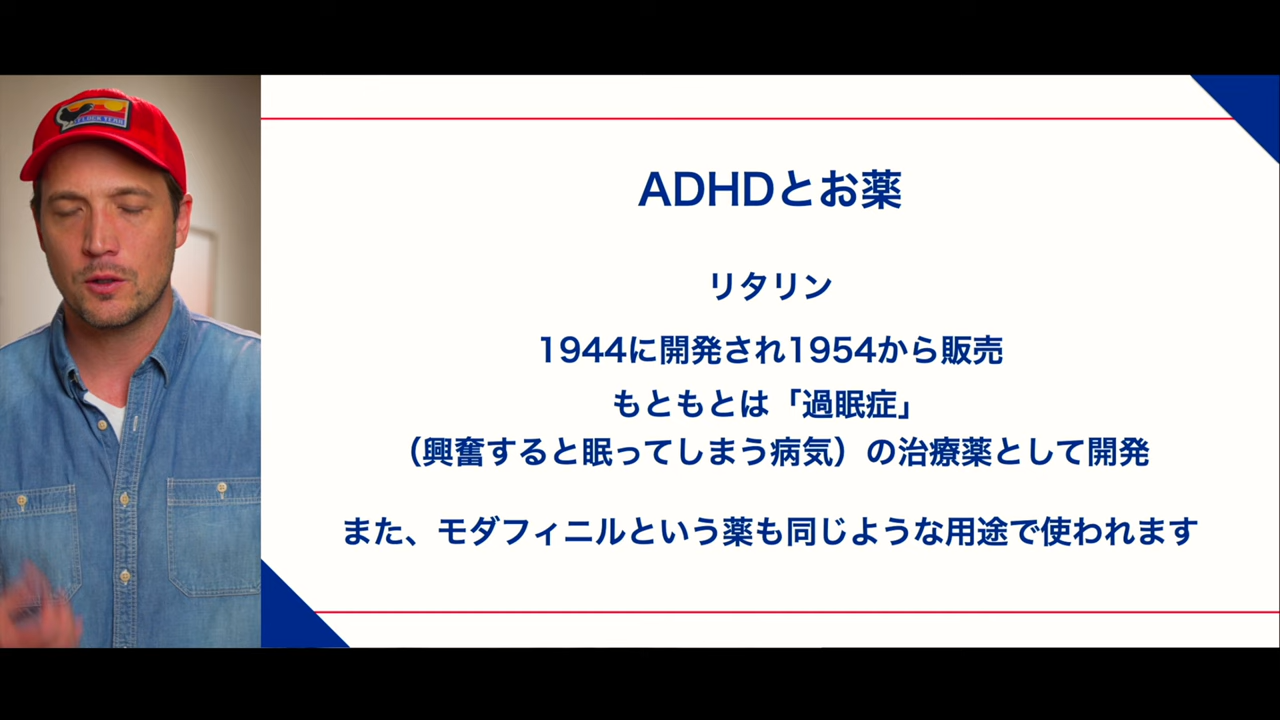 ADHDとお薬
リタリン
1944に開発され1954から販売
もともとは「過眠症」
（興奮すると眠ってしまう病気）の治療薬として開発
また、モダフィニルという薬も同じような用途で使われます